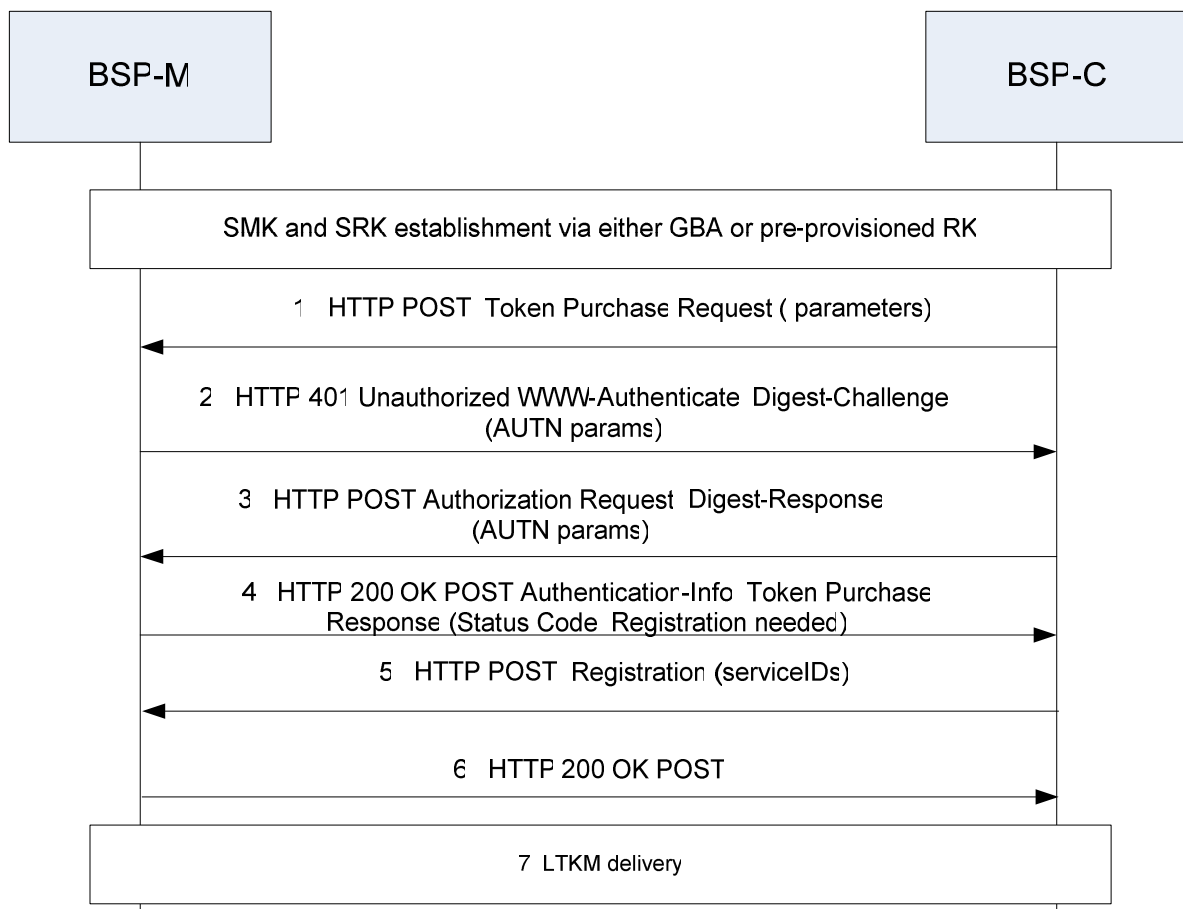 BSP-M
BSP-C
SMK and SRK establishment via either GBA or pre-provisioned RK
1 HTTP POST Token Purchase Request ( parameters)
2 HTTP 401 Unauthorized WWW-Authenticate Digest-Challenge
(AUTN params)
3 HTTP POST Authorization Request Digest-Response
(AUTN params)
4 HTTP 200 OK POST Authentication-Info Token Purchase
Response (Status Code Registration needed)
5 HTTP POST Registration (serviceIDs)
6 HTTP 200 OK POST
7 LTKM delivery